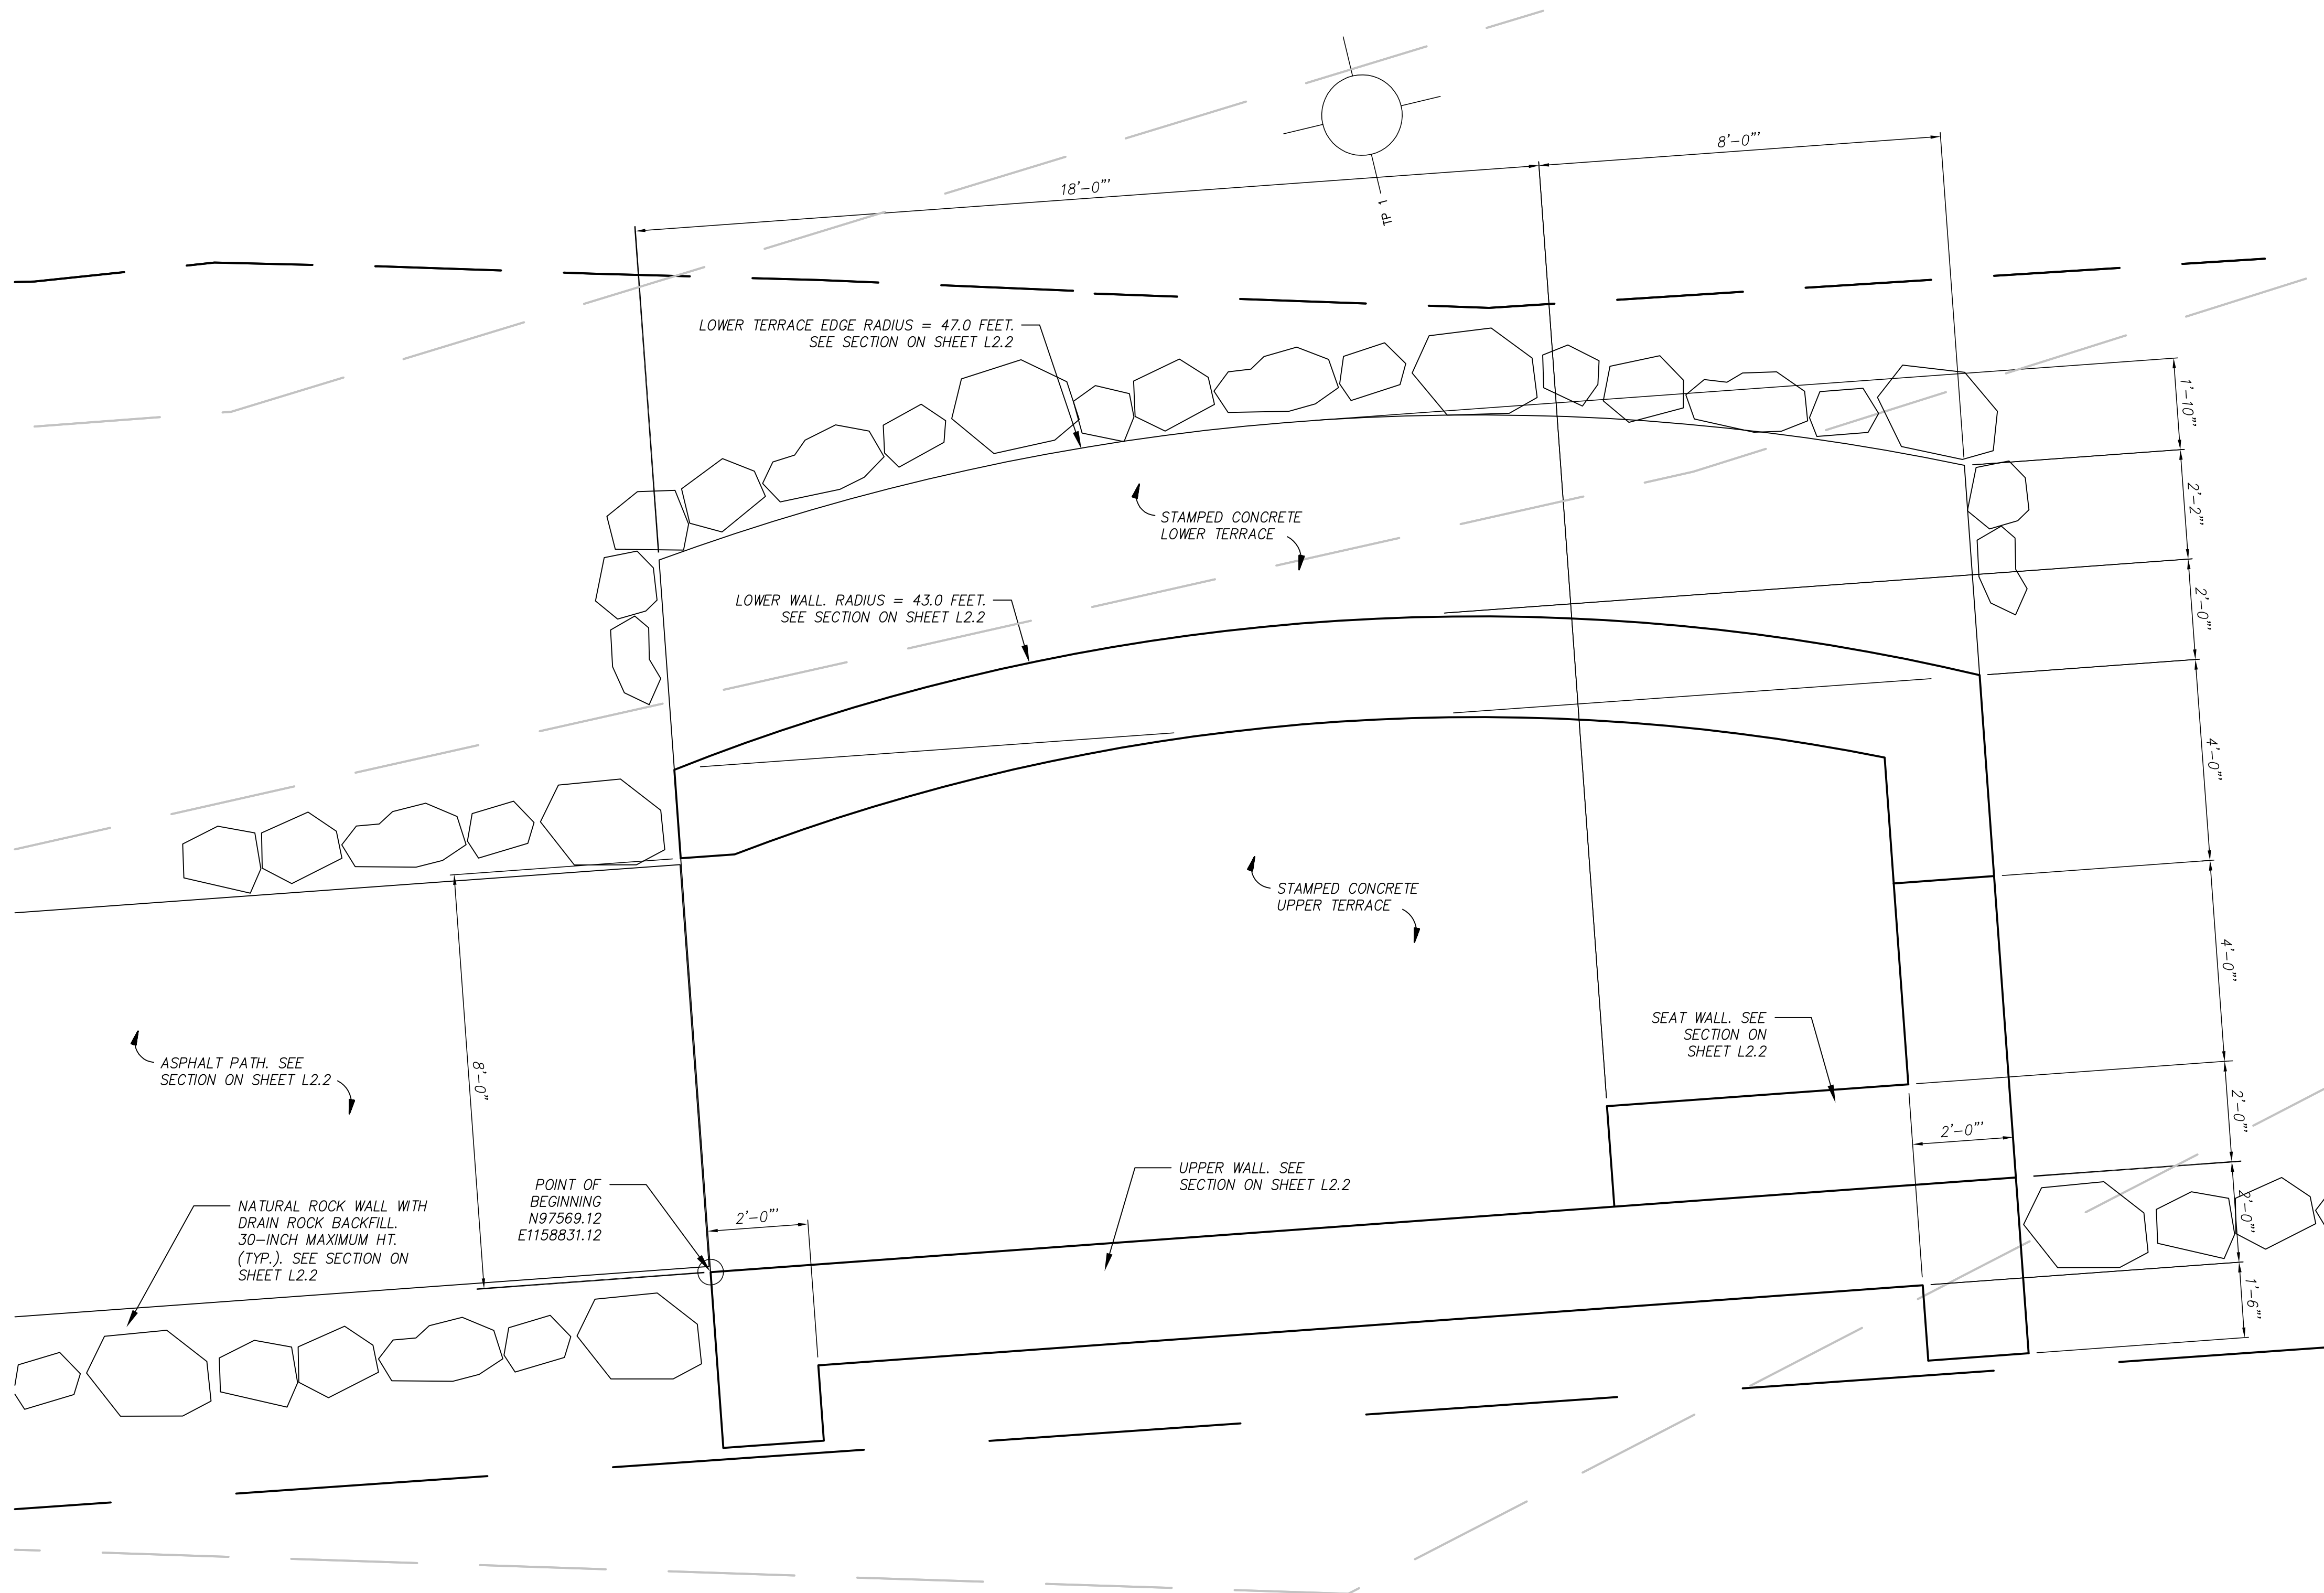 8'-0"'
18'-0"'
TP 1
LOWER TERRACE EDGE RADIUS = 47.0 FEET.
SEE SECTION ON SHEET L2.2
1'-10"'
2'-2"'
STAMPED CONCRETE
LOWER TERRACE
LOWER WALL. RADIUS = 43.0 FEET.
SEE SECTION ON SHEET L2.2
2'-0"'
4'-0"'
STAMPED CONCRETE
UPPER TERRACE
4'-0"'
SEAT WALL. SEE
SECTION ON
SHEET L2.2
ASPHALT PATH. SEE
SECTION ON SHEET L2.2
8'-0"
2'-0"'
2'-0"'
UPPER WALL. SEE
SECTION ON SHEET L2.2
POINT OF
BEGINNING
N97569.12
E1158831.12
2'-0"'
2'-0"'
NATURAL ROCK WALL WITH
DRAIN ROCK BACKFILL.
30-INCH MAXIMUM HT.
(TYP.). SEE SECTION ON
SHEET L2.2
1'-6"'